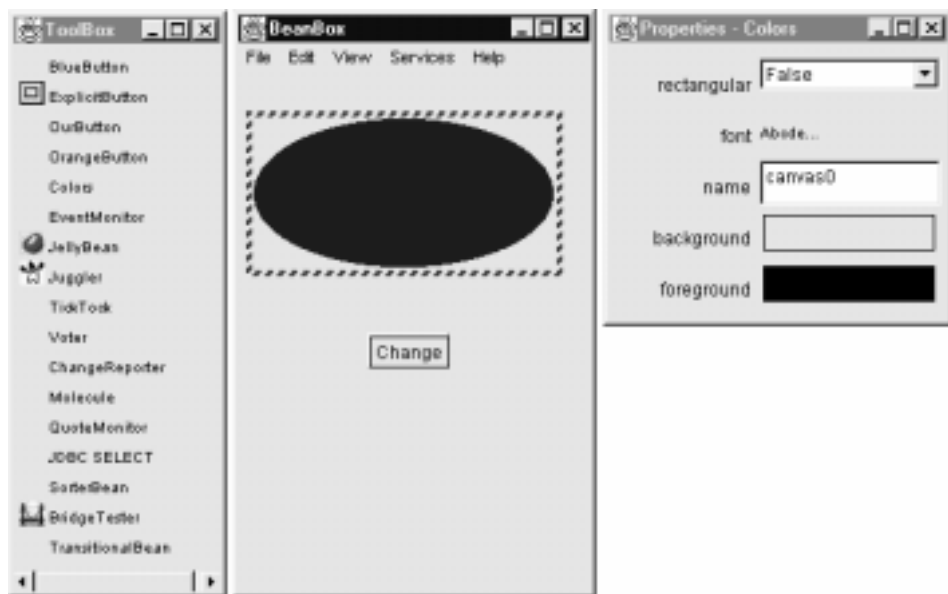 ToolBox
BlueButton
ExplicitButton
OurButton
OrangeButton
Colors
EventMonitor
JellyBean
Juggler
TickTock
Voter
ChangeReporter
Molecule
QuoteMonitor
JDBC SELECT
SorterBean
BridgeTester
TransitionalBean
BeanBox
File Edit View Services Help
Change
Properties - Colors
rectangular False
font Abcde...
name canvas0
background
foreground